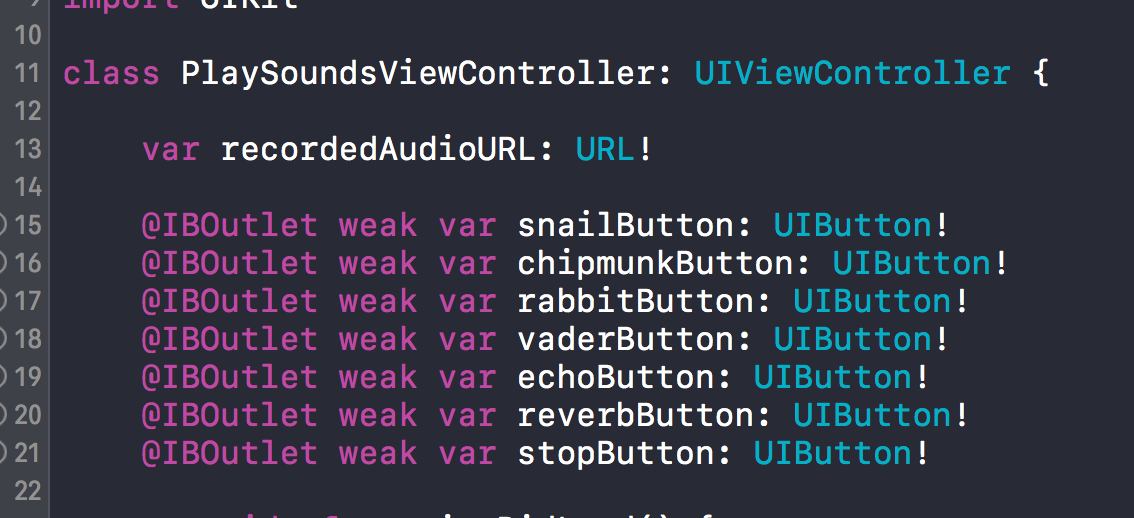 9 import UIKit
10
11 class PlaySoundsViewController: UIViewController {
12
13 var recordedAudioURL: URL!
14
15 @IBOutlet weak var snailButton: UIButton!
16 @IBOutlet weak var chipmunkButton: UIButton!
17 @IBOutlet weak var rabbitButton: UIButton!
18 @IBOutlet weak var vaderButton: UIButton!
19 @IBOutlet weak var echoButton: UIButton!
20 @IBOutlet weak var reverbButton: UIButton!
21 @IBOutlet weak var stopButton: UIButton!
22